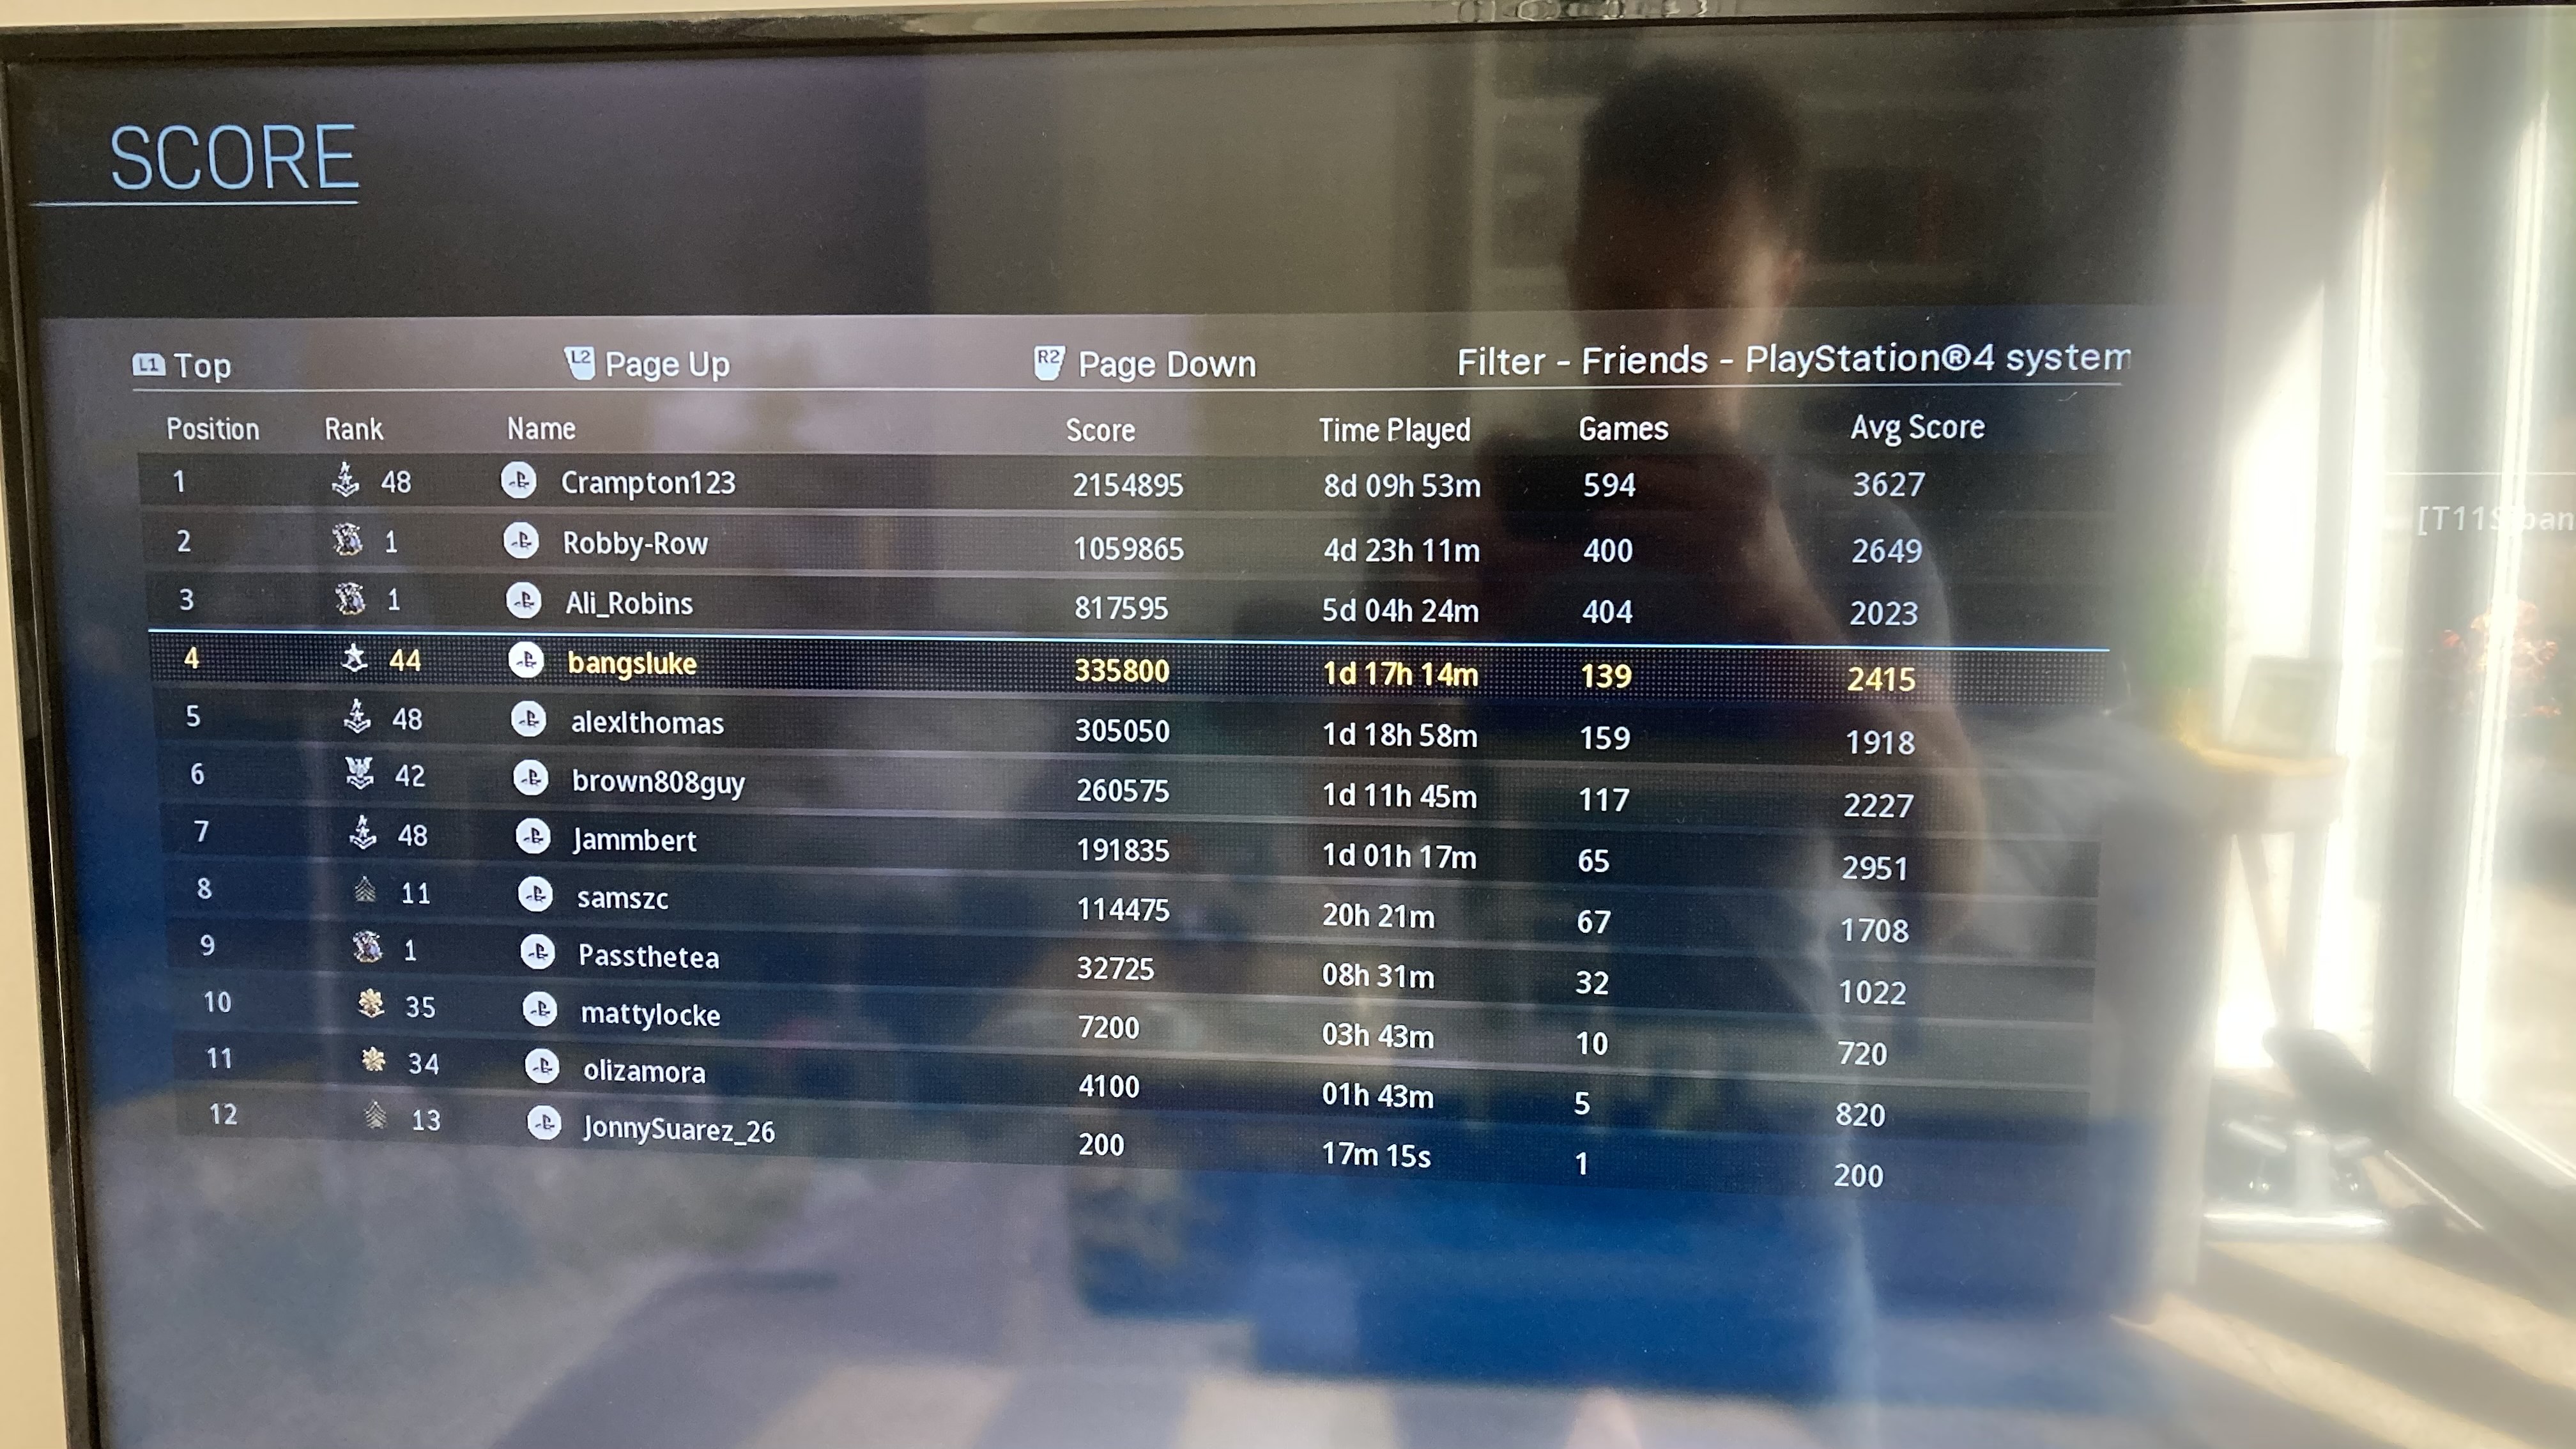 SCORE
L1 Top L2 Page Up R2 Page Down Filter - Friends - PlayStation®4 system
Position Rank Name Score Time Played Games Avg Score
1 48 Crampton123 2154895 8d 09h 53m 594 3627
2 1 Robby-Row 1059865 4d 23h 11m 400 2649
3 1 Ali_Robins 817595 5d 04h 24m 404 2023
4 44 bangsluke 335800 1d 17h 14m 139 2415
5 48 alexlthomas 305050 1d 18h 58m 159 1918
6 42 brown808guy 260575 1d 11h 45m 117 2227
7 48 Jammbert 191835 1d 01h 17m 65 2951
8 11 samszc 114475 20h 21m 67 1708
9 1 Passthetea 32725 08h 31m 32 1022
10 35 mattylocke 7200 03h 43m 10 720
11 34 olizamora 4100 01h 43m 5 820
12 13 JonnySuarez_26 200 17m 15s 1 200